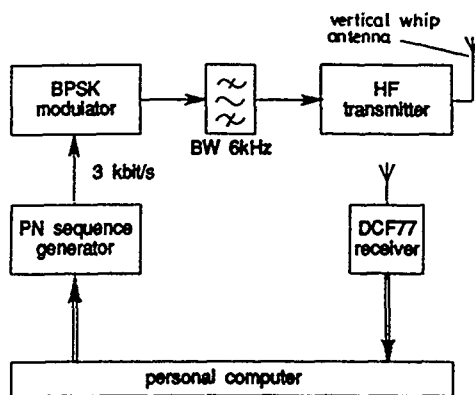 vertical whip
antenna
BPSK
modulator
HF
transmitter
BW 6kHz
3 kbit/s
PN sequence
generator
DCF77
receiver
personal computer